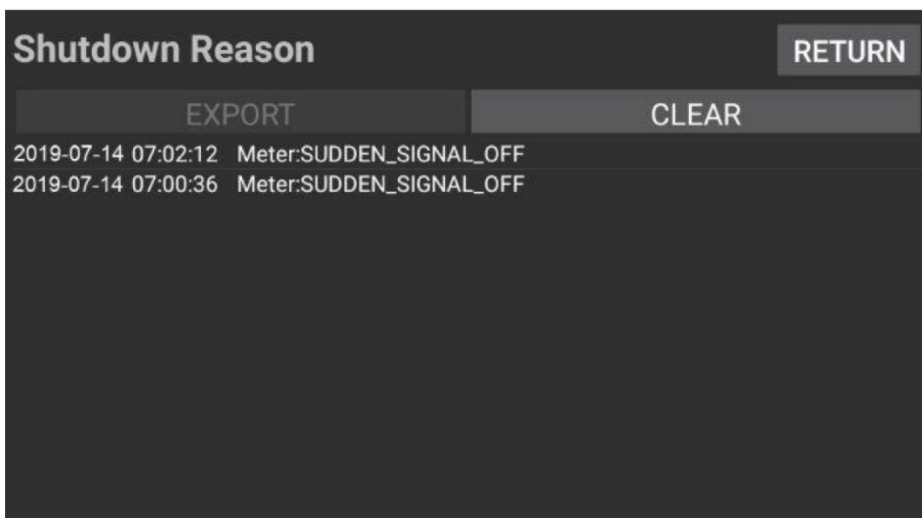 Shutdown Reason
RETURN
EXPORT
CLEAR
2019-07-14 07:02:12 Meter:SUDDEN_SIGNAL_OFF
2019-07-14 07:00:36 Meter:SUDDEN_SIGNAL_OFF